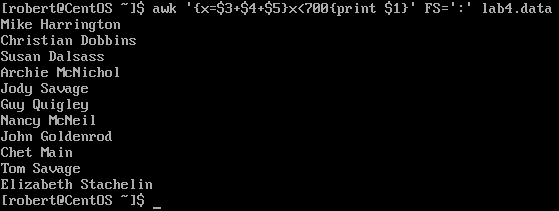 [robert@CentOS ~]$ awk '{x=$3+$4+$5}x<700{print $1}' FS=':' lab4.data
Mike Harrington
Christian Dobbins
Susan Dalsass
Archie McNichol
Jody Savage
Guy Quigley
Nancy McNeil
John Goldenrod
Chet Main
Tom Savage
Elizabeth Stachelin
[robert@CentOS ~]$ _